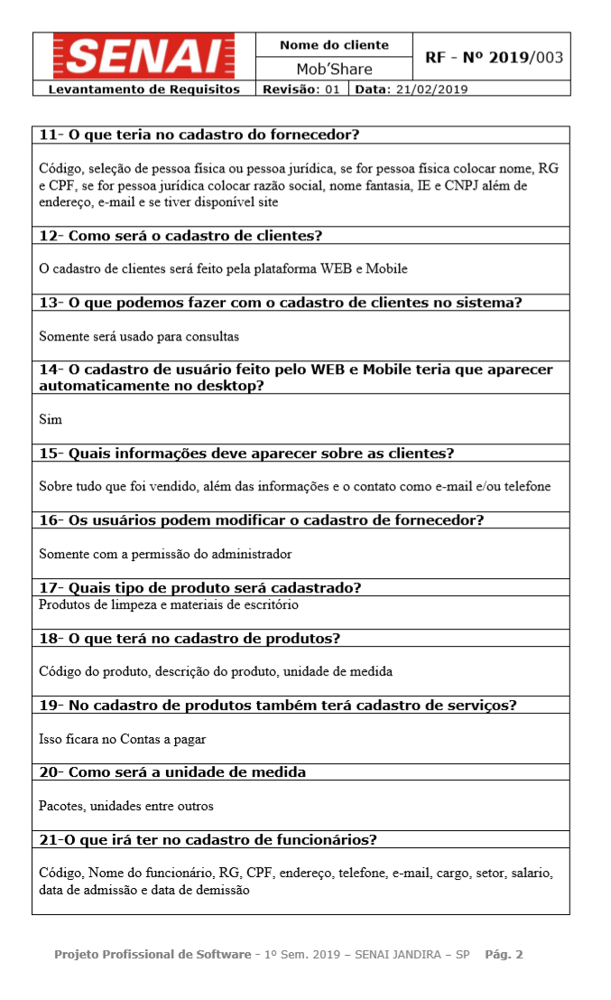 SENAI
Nome do cliente
Mob'Share
RF - Nº 2019/003
Levantamento de Requisitos
Revisão: 01
Data: 21/02/2019
11- O que teria no cadastro do fornecedor?
Código, seleção de pessoa física ou pessoa jurídica, se for pessoa física colocar nome, RG
e CPF, se for pessoa jurídica colocar razão social, nome fantasia, IE e CNPJ além de
endereço, e-mail e se tiver disponível site
12- Como será o cadastro de clientes?
O cadastro de clientes será feito pela plataforma WEB e Mobile
13- O que podemos fazer com o cadastro de clientes no sistema?
Somente será usado para consultas
14- O cadastro de usuário feito pelo WEB e Mobile teria que aparecer
automaticamente no desktop?
Sim
15- Quais informações deve aparecer sobre as clientes?
Sobre tudo que foi vendido, além das informações e o contato como e-mail e/ou telefone
16- Os usuários podem modificar o cadastro de fornecedor?
Somente com a permissão do administrador
17- Quais tipo de produto será cadastrado?
Produtos de limpeza e materiais de escritório
18- O que terá no cadastro de produtos?
Código do produto, descrição do produto, unidade de medida
19- No cadastro de produtos também terá cadastro de serviços?
Isso ficara no Contas a pagar
20- Como será a unidade de medida
Pacotes, unidades entre outros
21-O que irá ter no cadastro de funcionários?
Código, Nome do funcionário, RG, CPF, endereço, telefone, e-mail, cargo, setor, salario,
data de admissão e data de demissão
Projeto Profissional de Software - 1º Sem. 2019 – SENAI JANDIRA – SP Pág. 2